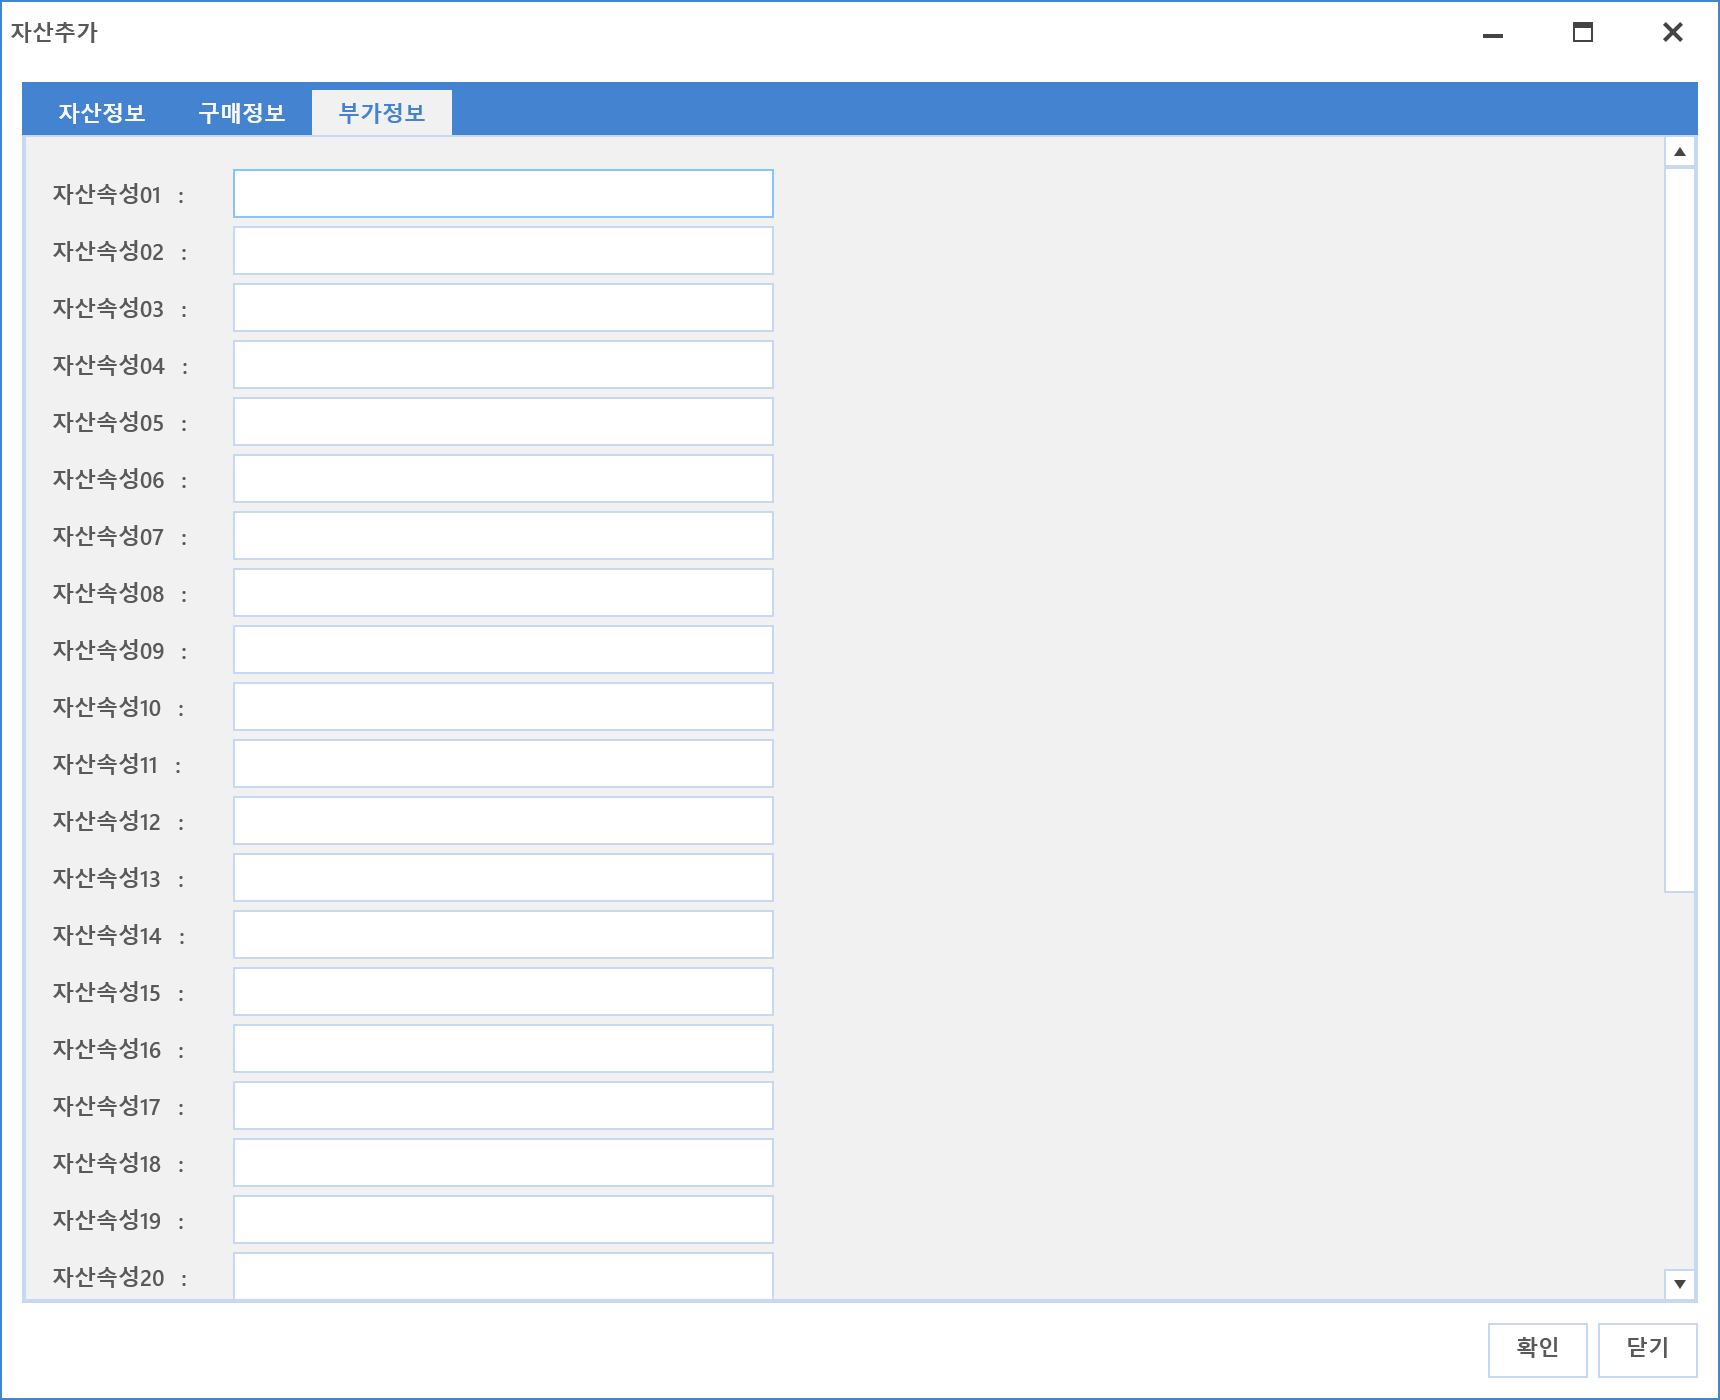 자산추가
자산정보 구매정보 부가정보
자산속성01 :
자산속성02 :
자산속성03 :
자산속성04 :
자산속성05 :
자산속성06 :
자산속성07 :
자산속성08 :
자산속성09 :
자산속성10 :
자산속성11 :
자산속성12 :
자산속성13 :
자산속성14 :
자산속성15 :
자산속성16 :
자산속성17 :
자산속성18 :
자산속성19 :
자산속성20 :
확인 닫기